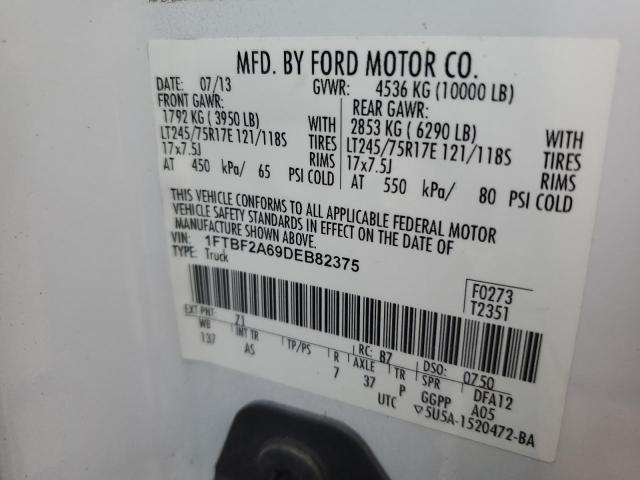 MFD. BY FORD MOTOR CO.
DATE: 07/13 GVWR: 4536 KG (10000 LB)
FRONT GAWR: REAR GAWR:
1792 KG ( 3950 LB) WITH 2853 KG ( 6290 LB) WITH
LT245/75R17E 121/118S TIRES LT245/75R17E 121/118S TIRES
17x7.5J RIMS 17x7.5J RIMS
AT 450 kPa/ 65 PSI COLD AT 550 kPa/ 80 PSI COLD
THIS VEHICLE CONFORMS TO ALL APPLICABLE FEDERAL MOTOR
VEHICLE SAFETY STANDARDS IN EFFECT ON THE DATE OF
MANUFACTURE SHOWN ABOVE.
VIN: 1FTBF2A69DEB82375
TYPE: Truck
F0273
T2351
EXT PNT: Z1 RC: B7 DSO: 0750
WB INT TR TP/PS R AXLE TR SPR DFA12
137 AS 7 37 P GGPP A05
UTC ▽5U5A-1520472-BA